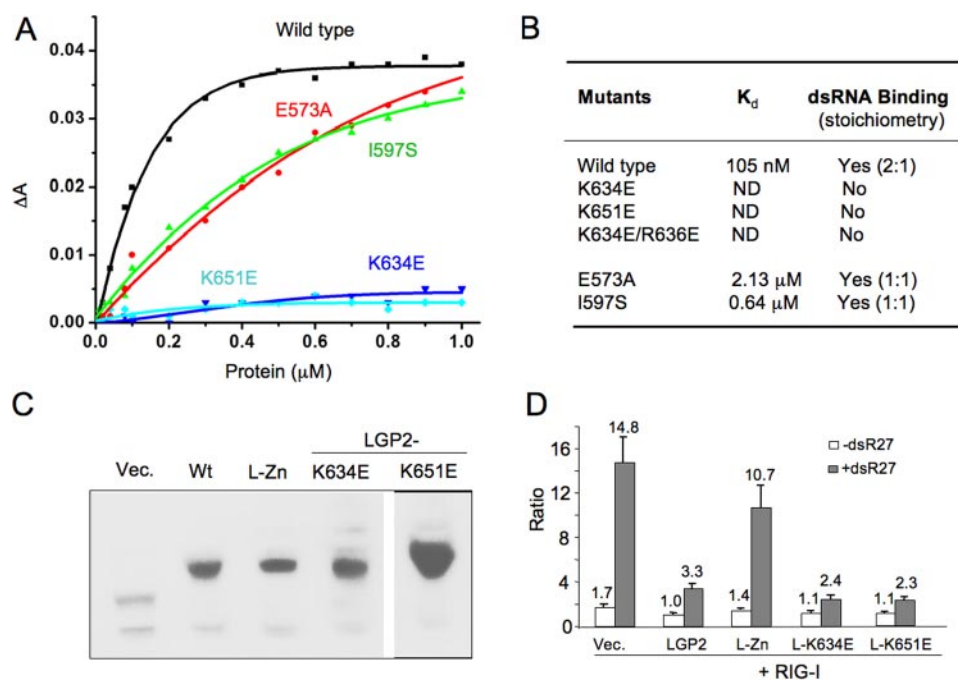 A
Wild type
0.04
0.03
0.02
0.01
0.00
E573A
I597S
K651E
K634E
ΔA
0.0 0.2 0.4 0.6 0.8 1.0
Protein (μM)
B
Mutants Kd dsRNA Binding
(stoichiometry)
Wild type 105 nM Yes (2:1)
K634E ND No
K651E ND No
K634E/R636E ND No
E573A 2.13 μM Yes (1:1)
I597S 0.64 μM Yes (1:1)
C
LGP2-
Vec. Wt L-Zn K634E K651E
D
14.8
16
12
8
4
0
Ratio
-dsR27
+dsR27
10.7
1.7 1.0 3.3 1.4 1.1 2.4 1.1 2.3
Vec. LGP2 L-Zn L-K634E L-K651E
+ RIG-I